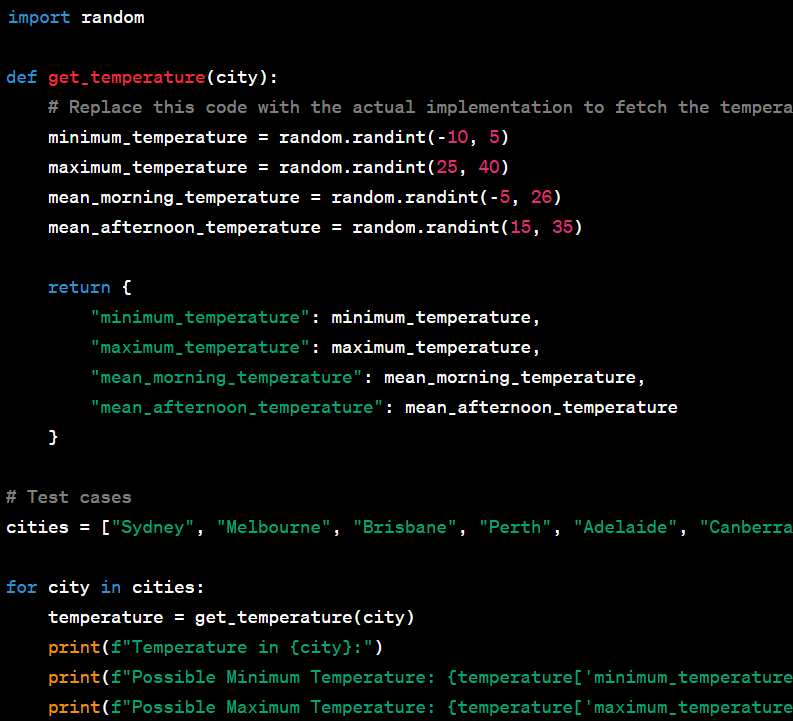 import random
def get_temperature(city):
# Replace this code with the actual implementation to fetch the tempera
minimum_temperature = random.randint(-10, 5)
maximum_temperature = random.randint(25, 40)
mean_morning_temperature = random.randint(-5, 26)
mean_afternoon_temperature = random.randint(15, 35)
return {
"minimum_temperature": minimum_temperature,
"maximum_temperature": maximum_temperature,
"mean_morning_temperature": mean_morning_temperature,
"mean_afternoon_temperature": mean_afternoon_temperature
}
# Test cases
cities = ["Sydney", "Melbourne", "Brisbane", "Perth", "Adelaide", "Canberra
for city in cities:
temperature = get_temperature(city)
print(f"Temperature in {city}:")
print(f"Possible Minimum Temperature: {temperature['minimum_temperature
print(f"Possible Maximum Temperature: {temperature['maximum_temperature